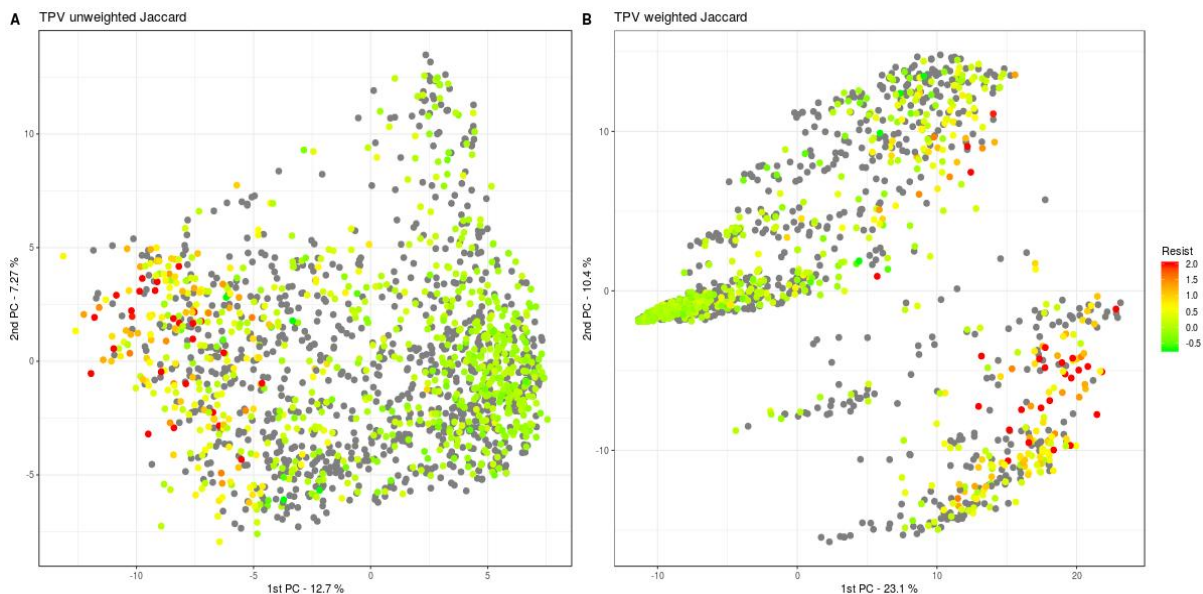 A TPV unweighted Jaccard
10
5
0
-5
2nd PC - 7.27 %
-10
-5
0
5
1st PC - 12.7 %
B TPV weighted Jaccard
10
0
-10
2nd PC - 10.4 %
-10
0
10
20
1st PC - 23.1 %
Resist
2.0
1.5
1.0
0.5
-0.5